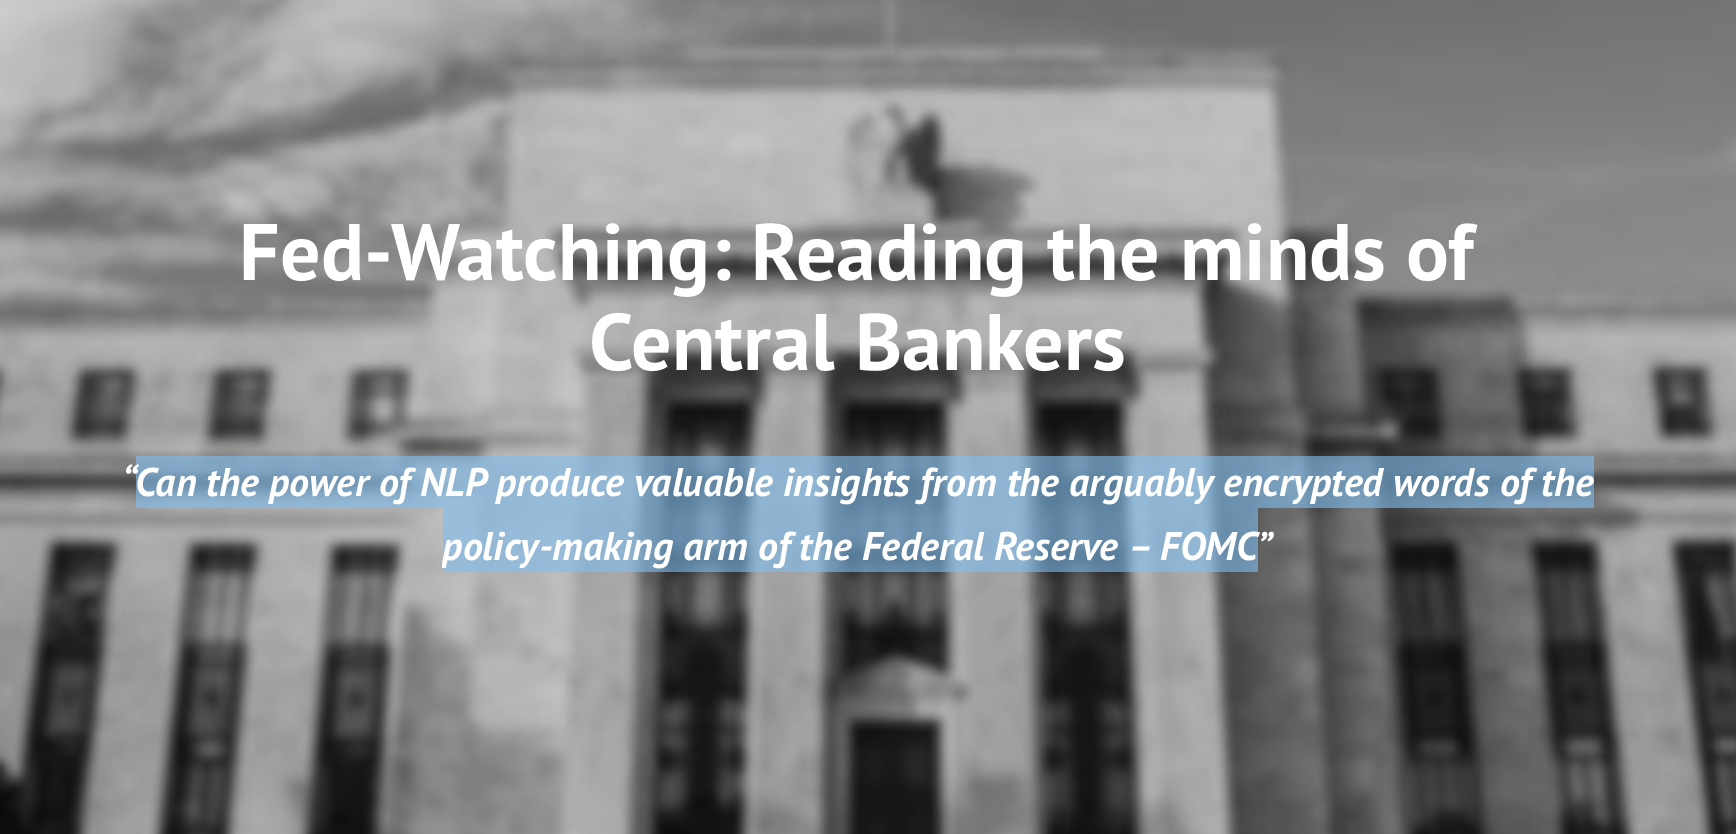 Fed-Watching: Reading the minds of
Central Bankers
“Can the power of NLP produce valuable insights from the arguably encrypted words of the
policy-making arm of the Federal Reserve – FOMC”